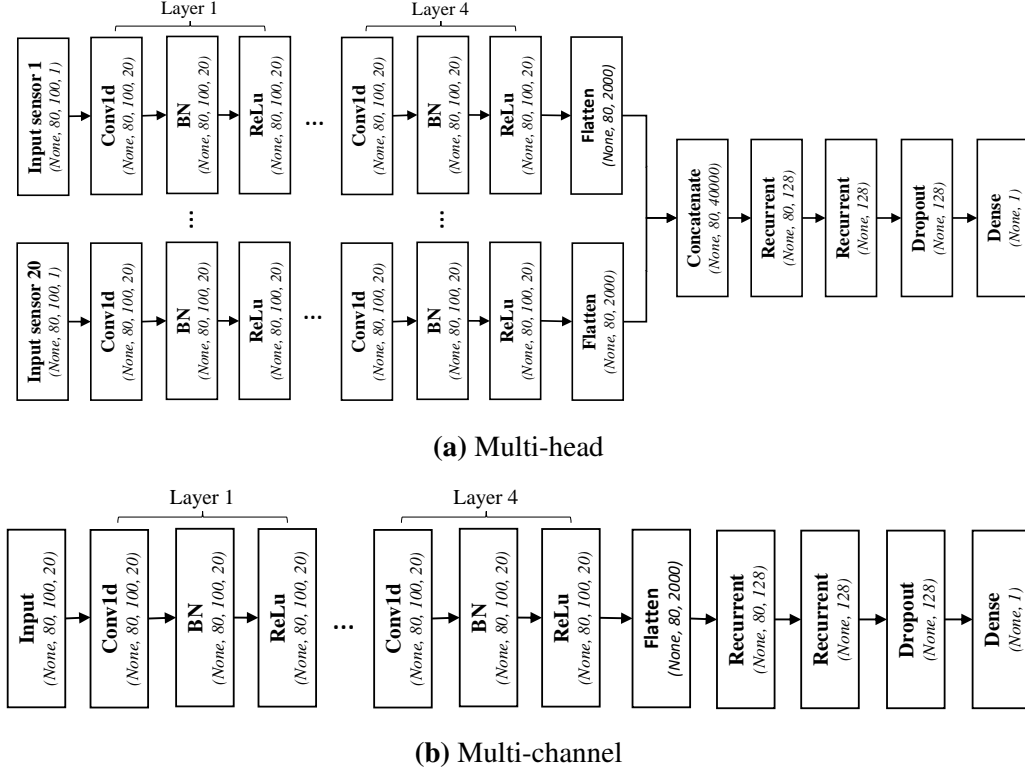 Layer 1
Layer 4
Input sensor 1
(None, 80, 100, 1)
Conv1d
(None, 80, 100, 20)
BN
(None, 80, 100, 20)
ReLu
(None, 80, 100, 20)
...
Conv1d
(None, 80, 100, 20)
BN
(None, 80, 100, 20)
ReLu
(None, 80, 100, 20)
Flatten
(None, 80, 2000)
...
...
Input sensor 20
(None, 80, 100, 1)
Conv1d
(None, 80, 100, 20)
BN
(None, 80, 100, 20)
ReLu
(None, 80, 100, 20)
...
Conv1d
(None, 80, 100, 20)
BN
(None, 80, 100, 20)
ReLu
(None, 80, 100, 20)
Flatten
(None, 80, 2000)
Concatenate
(None, 80, 40000)
Recurrent
(None, 80, 128)
Recurrent
(None, 128)
Dropout
(None, 128)
Dense
(None, 1)
(a) Multi-head
Layer 1
Layer 4
Input
(None, 80, 100, 20)
Conv1d
(None, 80, 100, 20)
BN
(None, 80, 100, 20)
ReLu
(None, 80, 100, 20)
...
Conv1d
(None, 80, 100, 20)
BN
(None, 80, 100, 20)
ReLu
(None, 80, 100, 20)
Flatten
(None, 80, 2000)
Recurrent
(None, 80, 128)
Recurrent
(None, 128)
Dropout
(None, 128)
Dense
(None, 1)
(b) Multi-channel